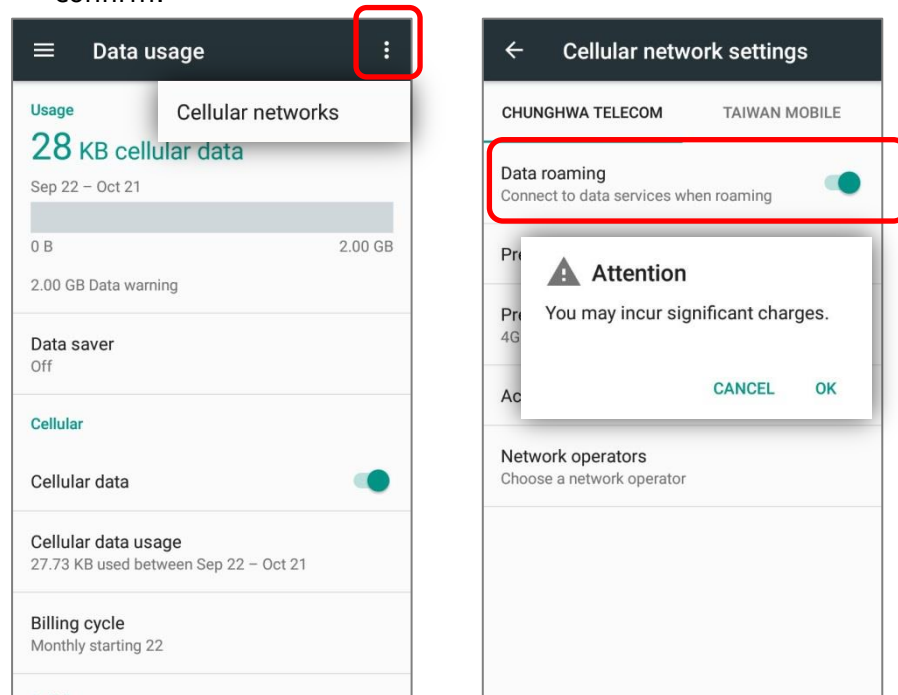 confirm.
Data usage
Cellular networks
Usage
28 KB cellular data
Sep 22 – Oct 21
0 B 2.00 GB
2.00 GB Data warning
Data saver
Off
Cellular
Cellular data
Cellular data usage
27.73 KB used between Sep 22 – Oct 21
Billing cycle
Monthly starting 22
Cellular network settings
CHUNGHWA TELECOM TAIWAN MOBILE
Data roaming
Connect to data services when roaming
Attention
You may incur significant charges.
4G
CANCEL OK
Network operators
Choose a network operator